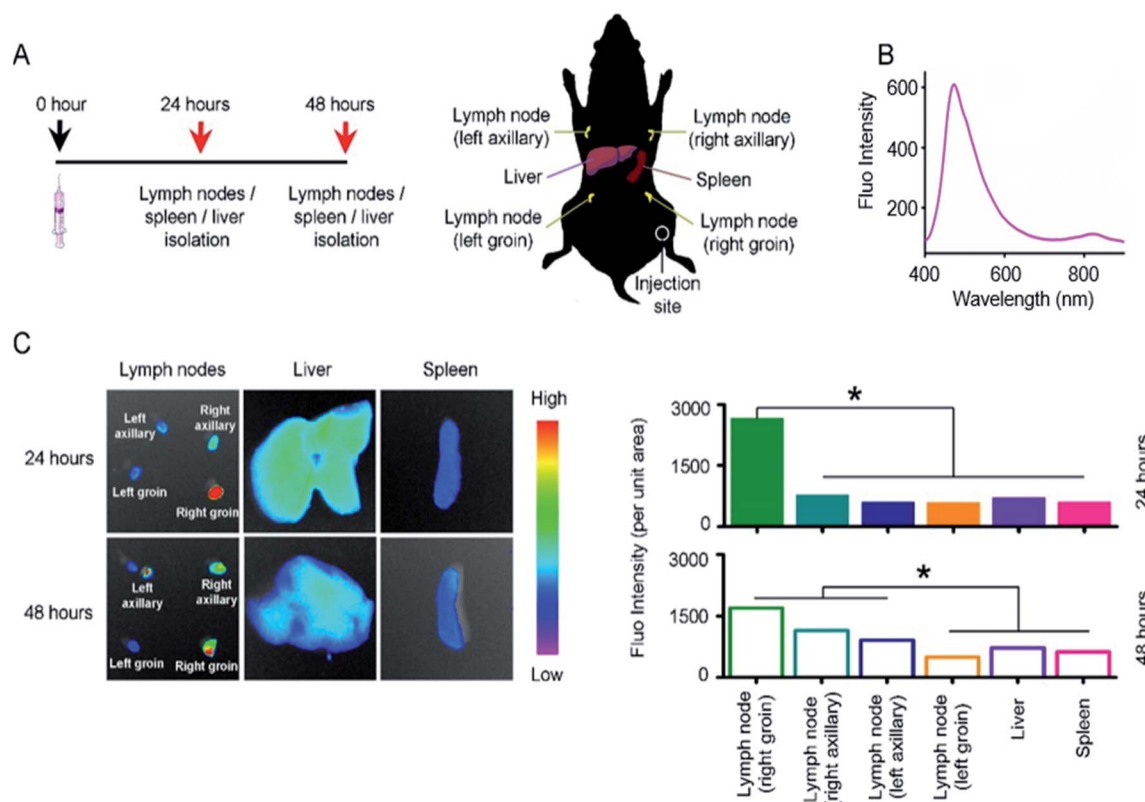 A
0 hour
24 hours
48 hours
Lymph nodes /
spleen / liver
isolation
Lymph nodes /
spleen / liver
isolation
Lymph node
(left axillary)
Lymph node
(right axillary)
Liver
Spleen
Lymph node
(left groin)
Lymph node
(right groin)
Injection
site
B
Fluo Intensity
600
400
200
400
600
800
Wavelength (nm)
C
Lymph nodes
Liver
Spleen
24 hours
Left
axillary
Right
axillary
Left groin
Right groin
48 hours
Left
axillary
Right
axillary
Left groin
Right groin
High
Low
Fluo Intensity (per unit area)
3000
1500
0
*
24 hours
3000
1500
0
*
48 hours
Lymph node
(right groin)
Lymph node
(right axillary)
Lymph node
(left axillary)
Lymph node
(left groin)
Liver
Spleen